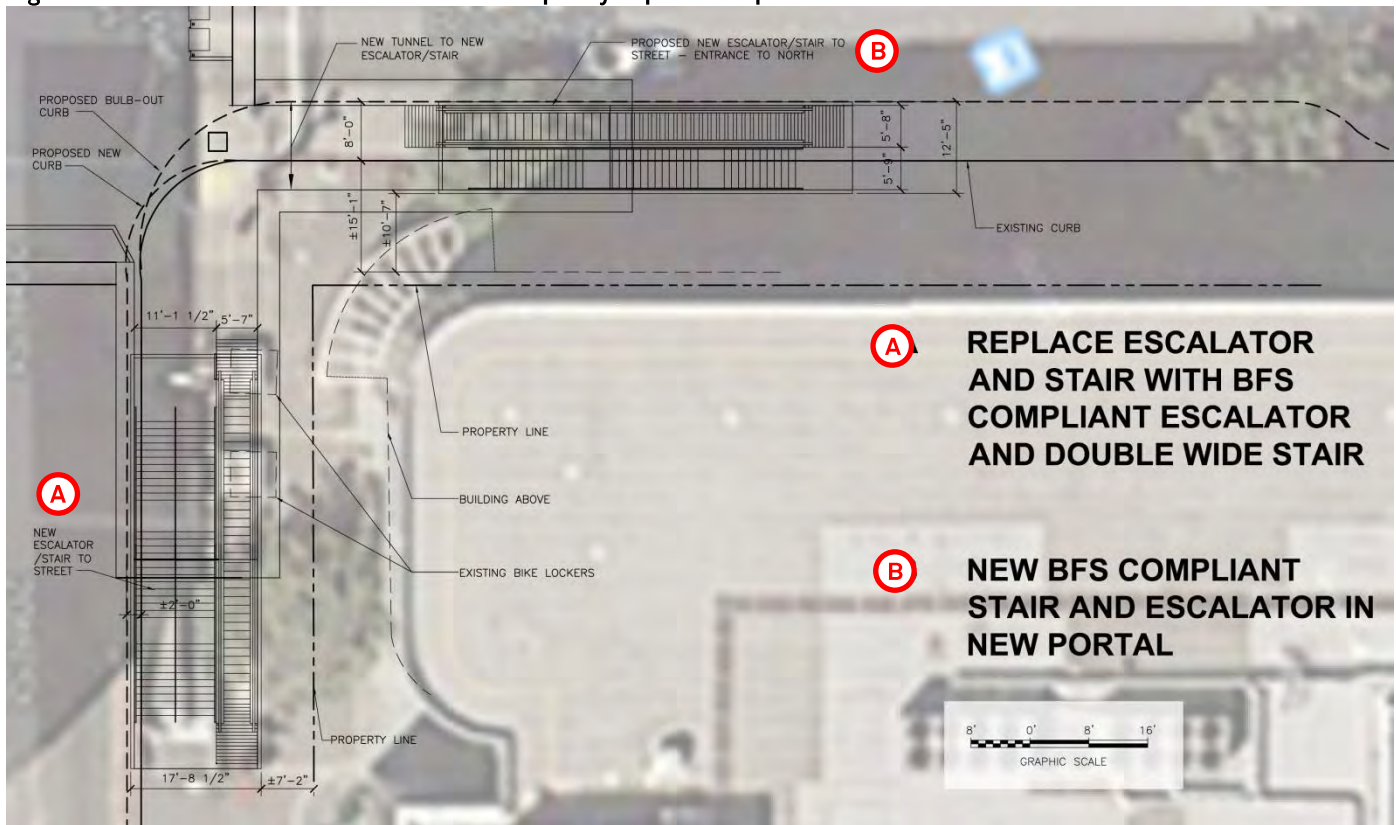 NEW TUNNEL TO NEW
ESCALATOR/STAIR
PROPOSED NEW ESCALATOR/STAIR TO
STREET – ENTRANCE TO NORTH
B
PROPOSED BULB-OUT
CURB
PROPOSED NEW
CURB
8'-0"
5'-8"
12'-5"
5'-9"
±15'-1"
±10'-7"
EXISTING CURB
11'-1 1/2"
5'-7"
A
REPLACE ESCALATOR
AND STAIR WITH BFS
COMPLIANT ESCALATOR
AND DOUBLE WIDE STAIR
PROPERTY LINE
A
BUILDING ABOVE
NEW
ESCALATOR
/STAIR TO
STREET
EXISTING BIKE LOCKERS
±2'-0"
B
NEW BFS COMPLIANT
STAIR AND ESCALATOR IN
NEW PORTAL
PROPERTY LINE
8'
0'
8'
16'
GRAPHIC SCALE
17'-8 1/2"
±7'-2"